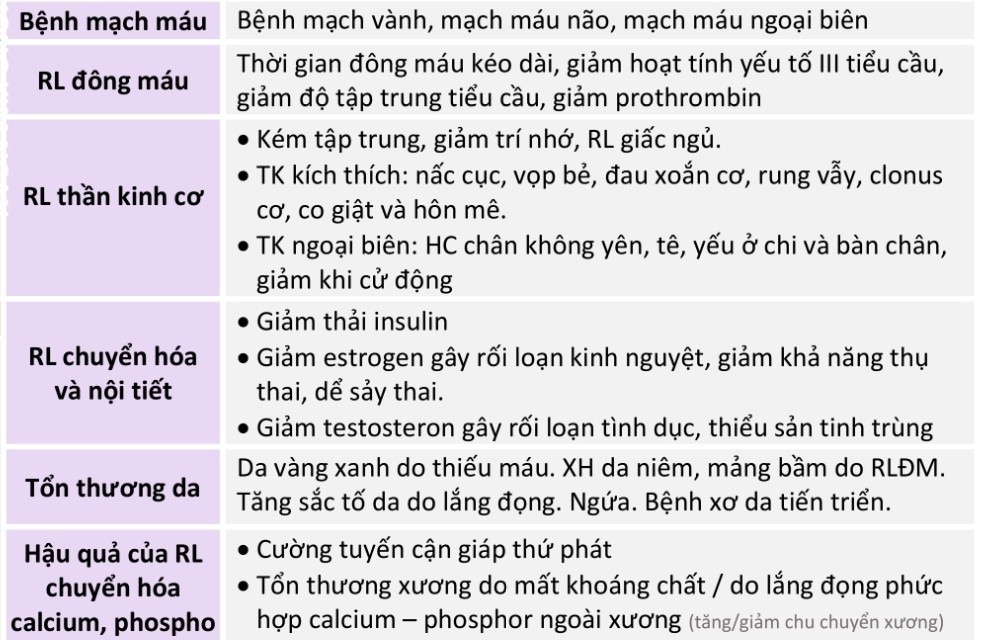 Bệnh mạch máu
Bệnh mạch vành, mạch máu não, mạch máu ngoại biên
RL đông máu
Thời gian đông máu kéo dài, giảm hoạt tính yếu tố III tiểu cầu,
giảm độ tập trung tiểu cầu, giảm prothrombin
RL thần kinh cơ
• Kém tập trung, giảm trí nhớ, RL giấc ngủ.
• TK kích thích: nấc cục, vọp bẻ, đau xoắn cơ, rung vẫy, clonus
cơ, co giật và hôn mê.
• TK ngoại biên: HC chân không yên, tê, yếu ở chi và bàn chân,
giảm khi cử động
RL chuyển hóa
và nội tiết
• Giảm thải insulin
• Giảm estrogen gây rối loạn kinh nguyệt, giảm khả năng thụ
thai, dể sảy thai.
• Giảm testosteron gây rối loạn tình dục, thiểu sản tinh trùng
Tổn thương da
Da vàng xanh do thiếu máu. XH da niêm, mảng bầm do RLĐM.
Tăng sắc tố da do lắng đọng. Ngứa. Bệnh xơ da tiến triển.
Hậu quả của RL
chuyển hóa
calcium, phospho
• Cường tuyến cận giáp thứ phát
• Tổn thương xương do mất khoáng chất / do lắng đọng phức
hợp calcium – phosphor ngoài xương (tăng/giảm chu chuyển xương)